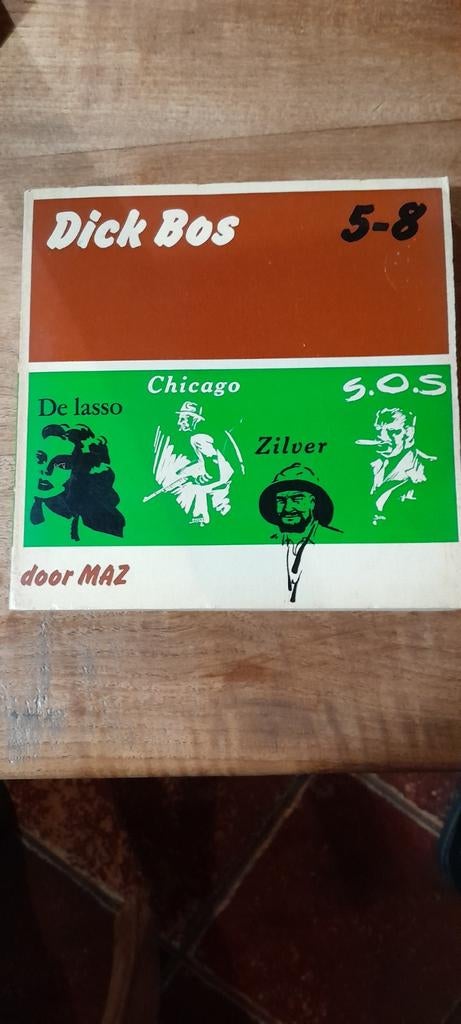 Dick Bos 5-8
Chicago
S.O.S
De lasso
Zilver
door MAZ